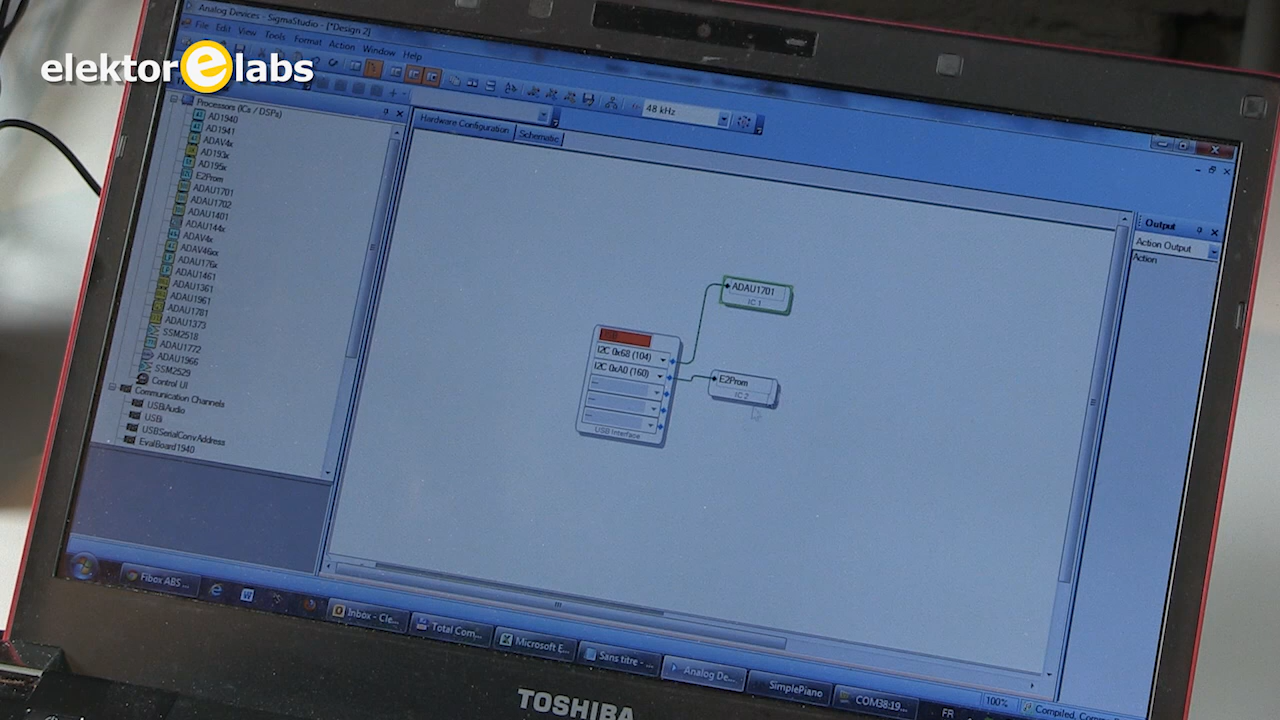 elektor e labs
Analog Devices - SigmaStudio - [*Design 2]
File Edit View Tools Format Action Window Help
48 kHz
Processors (ICs / DSPs)
AD1940
AD1941
ADAV4x
AD193x
AD195x
E2Prom
ADAU1701
ADAU1702
ADAU1401
ADAU144x
ADAV4x
ADAV46xx
ADAU176x
ADAU1461
ADAU1361
ADAU1961
ADAU1781
ADAU1373
SSM2518
ADAU1772
ADAU1966
SSM2529
Control UI
Communication Channels
USBiAudio
USBi
USBSerialConvAddress
EvalBoard1940
Hardware Configuration
Schematic
ADAU1701
IC 1
I2C 0x68 (104)
I2C 0xA0 (160)
---
---
---
USB Interface
E2Prom
IC 2
Output
Action Output
Action
Fibox ABS ...
Inbox - Cle...
Total Com...
Microsoft E...
Sans titre - ...
Analog De...
SimplePiano
COM38:19...
FR
100%
TOSHIBA